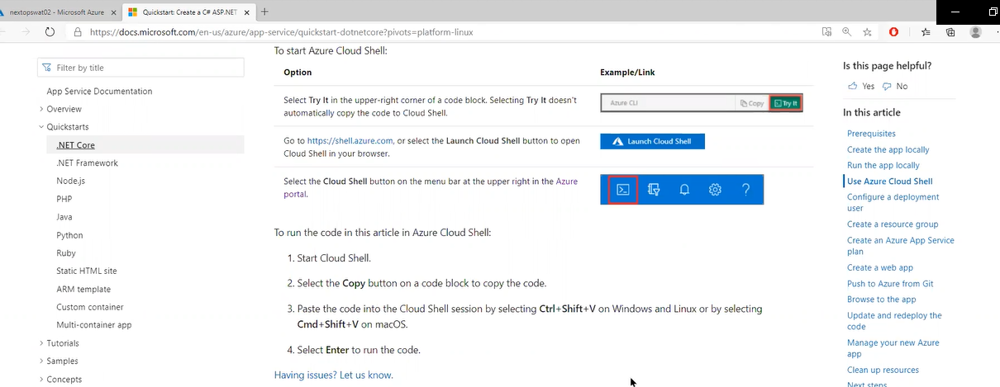 nextopswat02 - Microsoft Azure
Quickstart: Create a C# ASP.NET
https://docs.microsoft.com/en-us/azure/app-service/quickstart-dotnetcore?pivots=platform-linux
Filter by title
App Service Documentation
Overview
Quickstarts
.NET Core
.NET Framework
Node.js
PHP
Java
Python
Ruby
Static HTML site
ARM template
Custom container
Multi-container app
Tutorials
Samples
Concepts
To start Azure Cloud Shell:
Option Example/Link
Select Try It in the upper-right corner of a code block. Selecting Try It doesn't
automatically copy the code to Cloud Shell.
Azure CLI Copy Try It
Go to https://shell.azure.com, or select the Launch Cloud Shell button to open
Cloud Shell in your browser.
Launch Cloud Shell
Select the Cloud Shell button on the menu bar at the upper right in the Azure
portal.
To run the code in this article in Azure Cloud Shell:
1. Start Cloud Shell.
2. Select the Copy button on a code block to copy the code.
3. Paste the code into the Cloud Shell session by selecting Ctrl+Shift+V on Windows and Linux or by selecting
Cmd+Shift+V on macOS.
4. Select Enter to run the code.
Having issues? Let us know.
Is this page helpful?
Yes No
In this article
Prerequisites
Create the app locally
Run the app locally
Use Azure Cloud Shell
Configure a deployment
user
Create a resource group
Create an Azure App Service
plan
Create a web app
Push to Azure from Git
Browse to the app
Update and redeploy the
code
Manage your new Azure
app
Clean up resources
Next steps